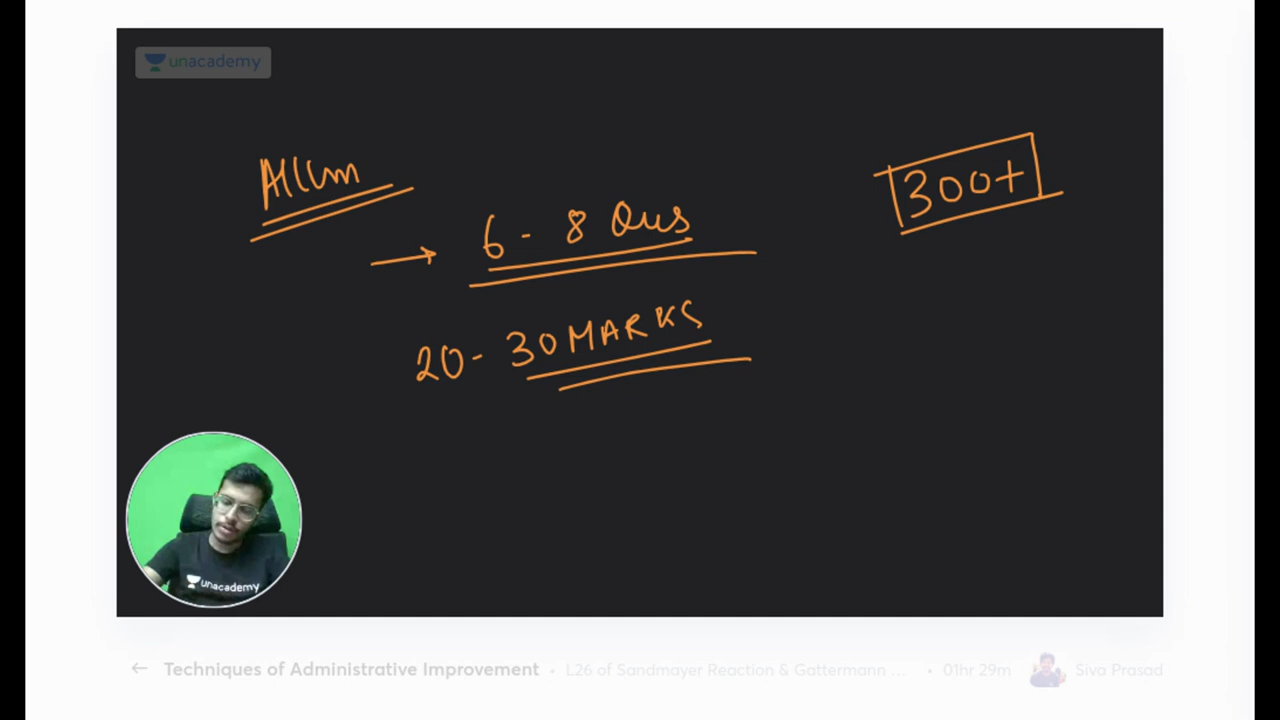 unacademy
300+
6 - 8 Qus
20 - 30 MARKS
unacademy
← Techniques of Administrative Improvement • L26 of Sandmayer Reaction & Gattermann ... • 01hr 29m Siva Prasad